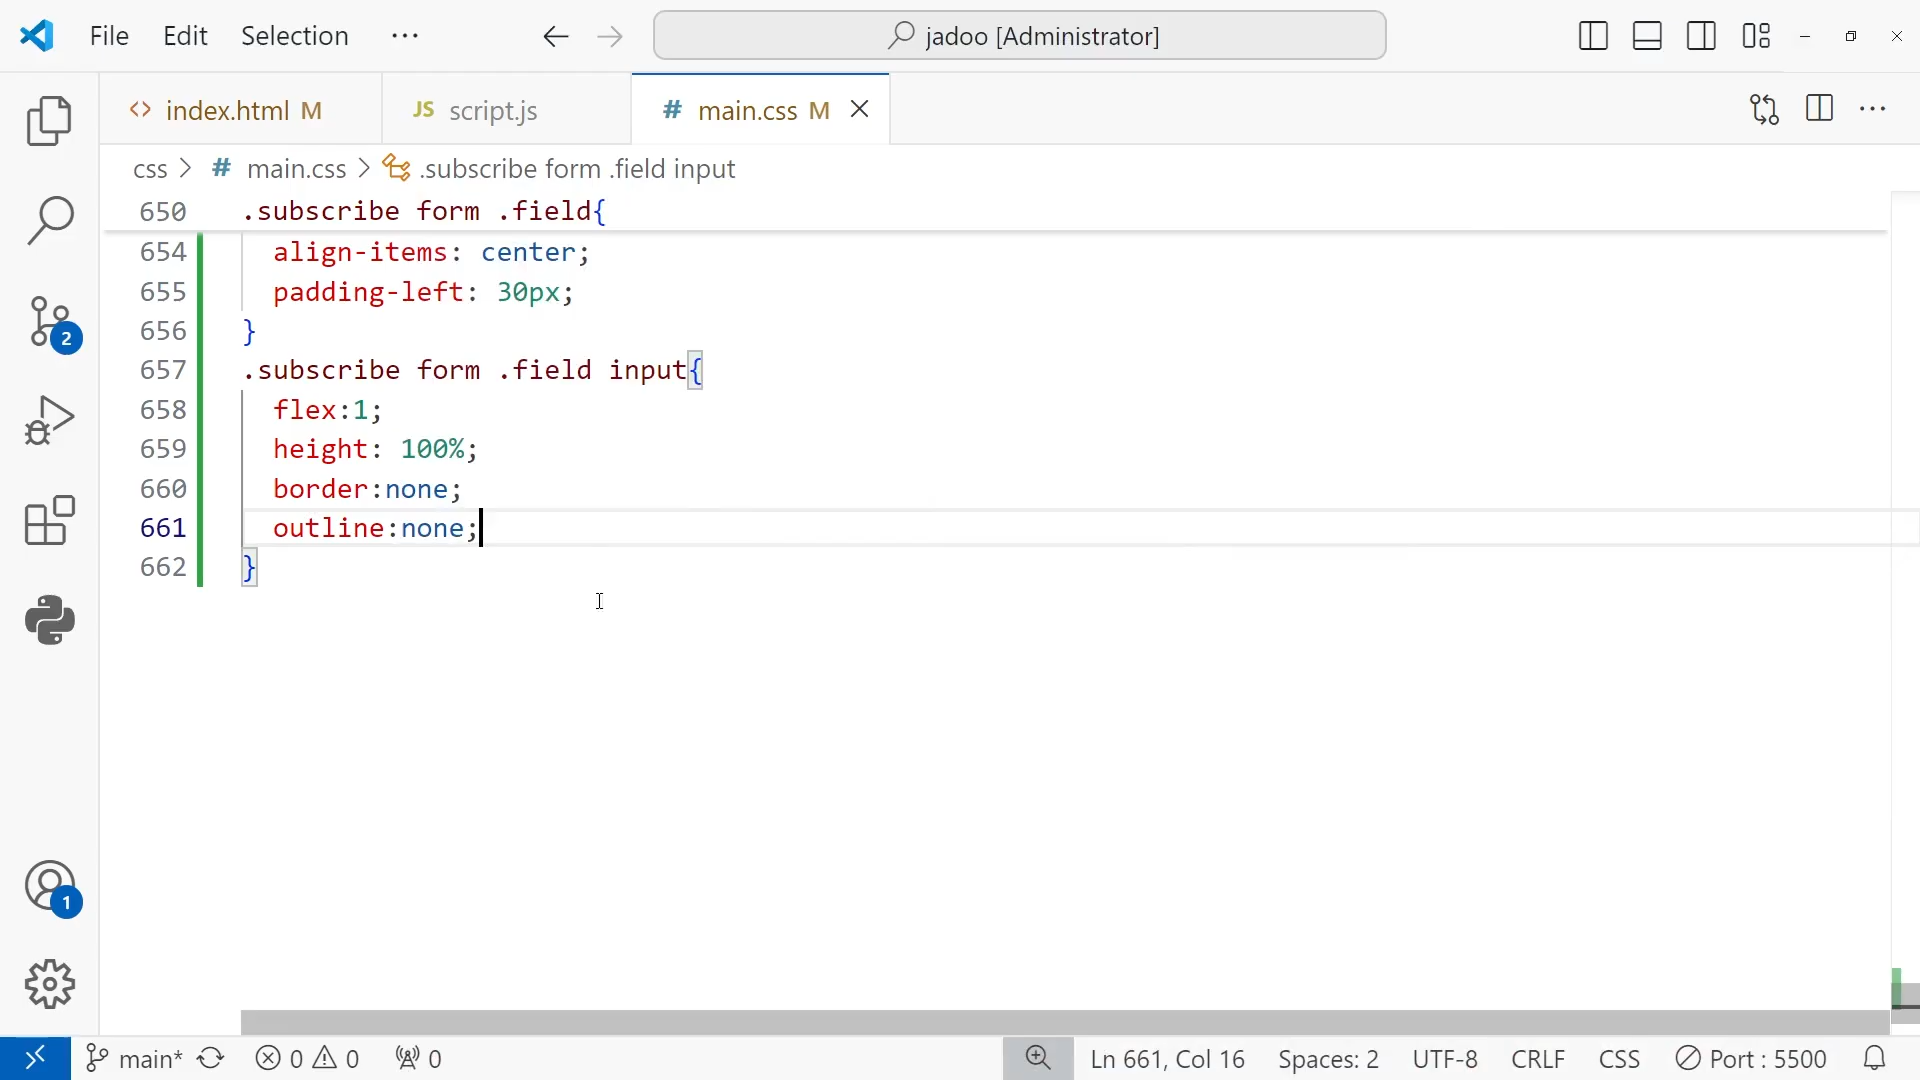 File Edit Selection ··· jadoo [Administrator]
index.html M JS script.js # main.css M
css > # main.css > .subscribe form .field input
650 .subscribe form .field{
654 align-items: center;
655 padding-left: 30px;
656 }
657 .subscribe form .field input{
658 flex:1;
659 height: 100%;
660 border:none;
661 outline:none;
662 }
2
1
main* 0 0 0 Ln 661, Col 16 Spaces: 2 UTF-8 CRLF CSS Port : 5500